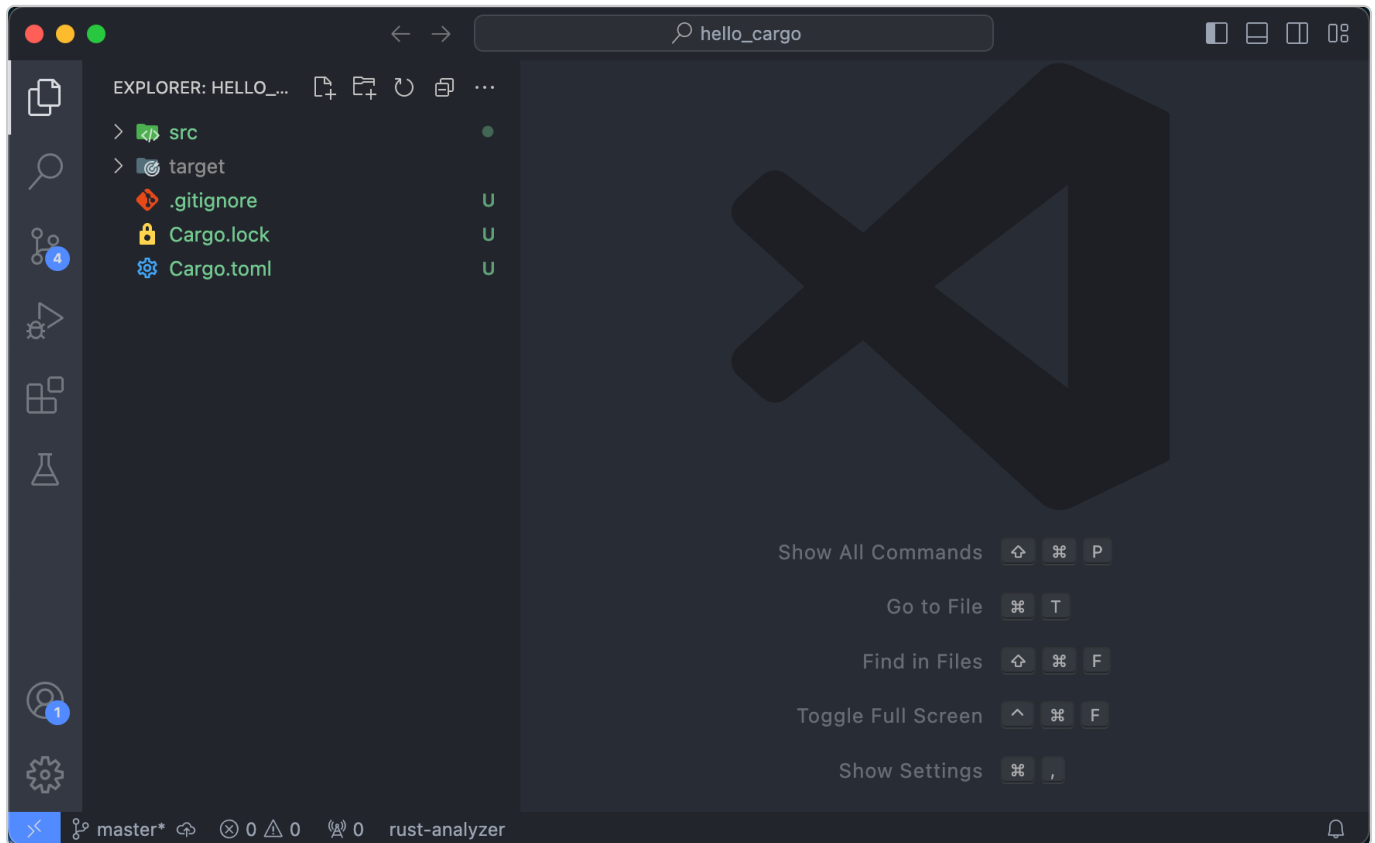 hello_cargo
EXPLORER: HELLO_...
src
target
.gitignore U
Cargo.lock U
Cargo.toml U
4
1
Show All Commands ⇧ ⌘ P
Go to File ⌘ T
Find in Files ⇧ ⌘ F
Toggle Full Screen ^ ⌘ F
Show Settings ⌘ ,
master* 0 0 0 rust-analyzer